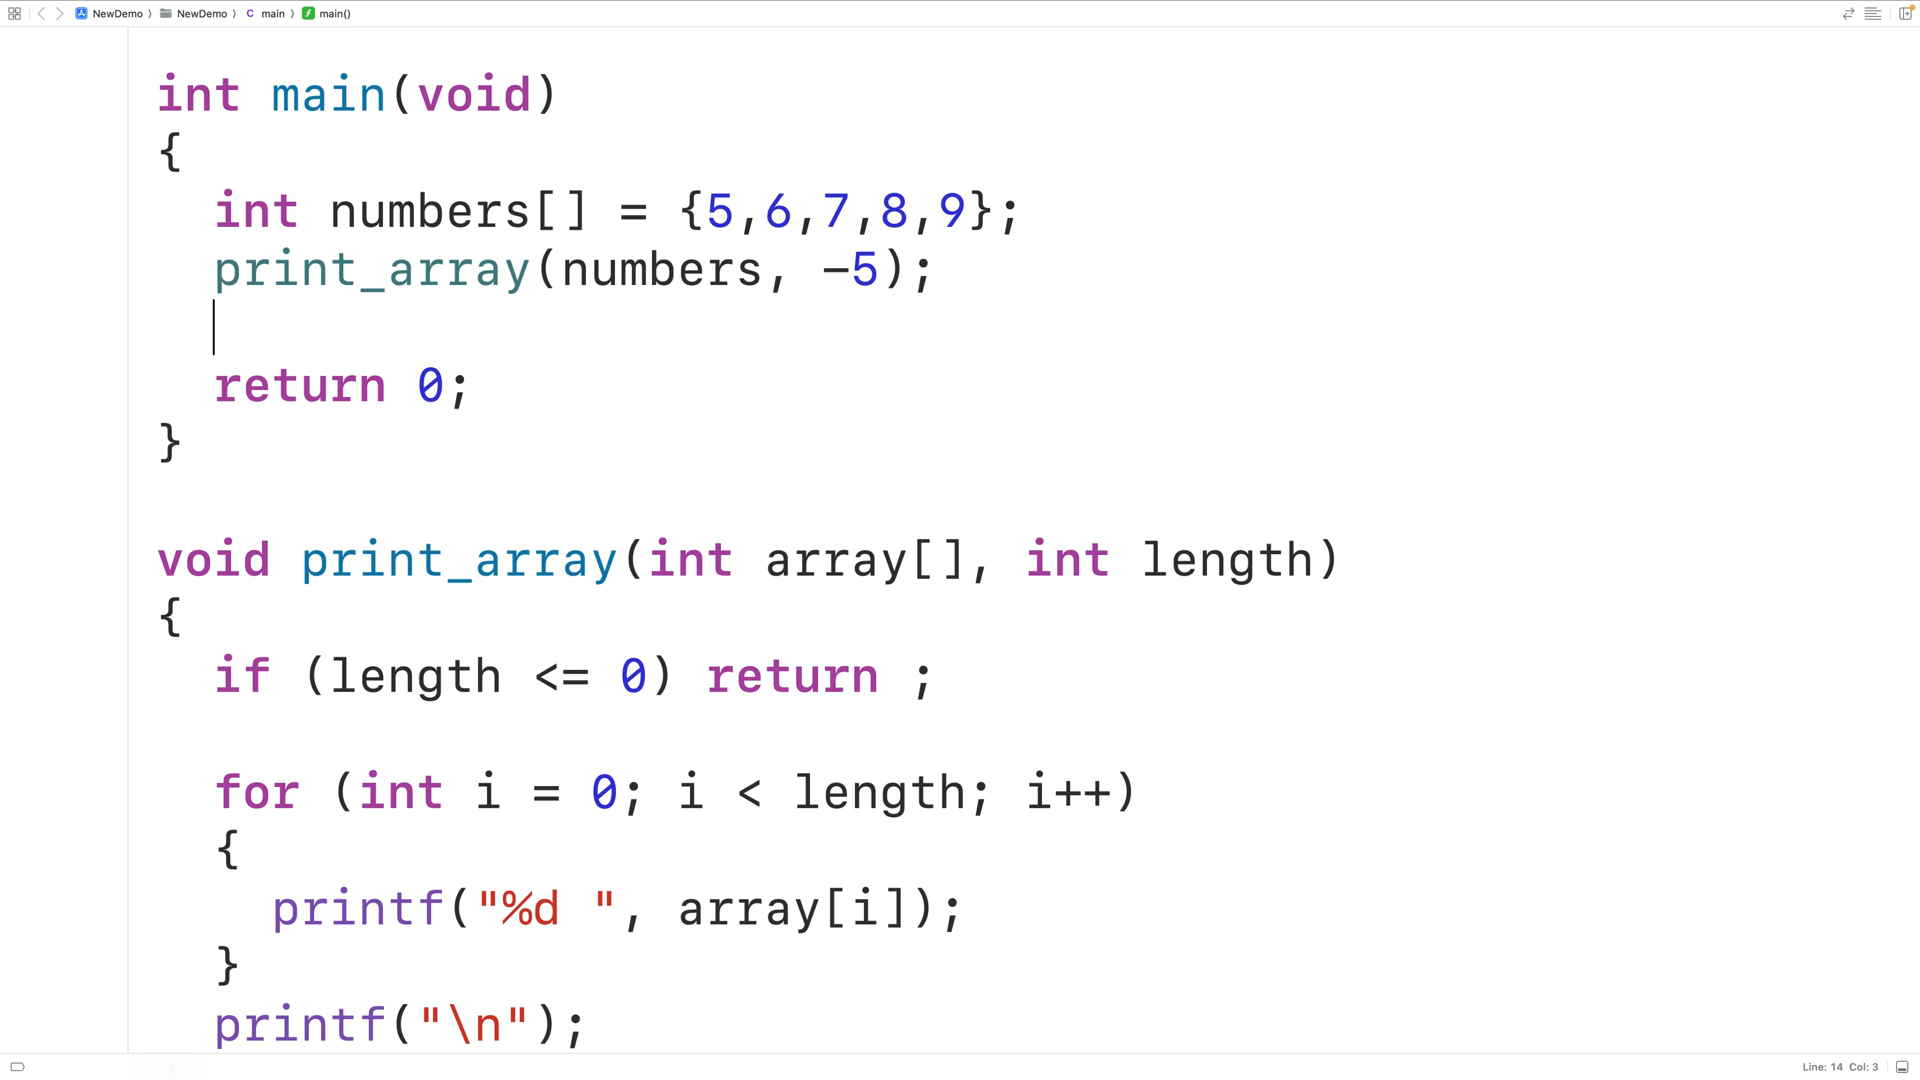 NewDemo 〉 NewDemo 〉 C main 〉 f main()
int main(void)
{
int numbers[] = {5,6,7,8,9};
print_array(numbers, -5);
return 0;
}
void print_array(int array[], int length)
{
if (length <= 0) return ;
for (int i = 0; i < length; i++)
{
printf("%d ", array[i]);
}
printf("\n");
Line: 14 Col: 3